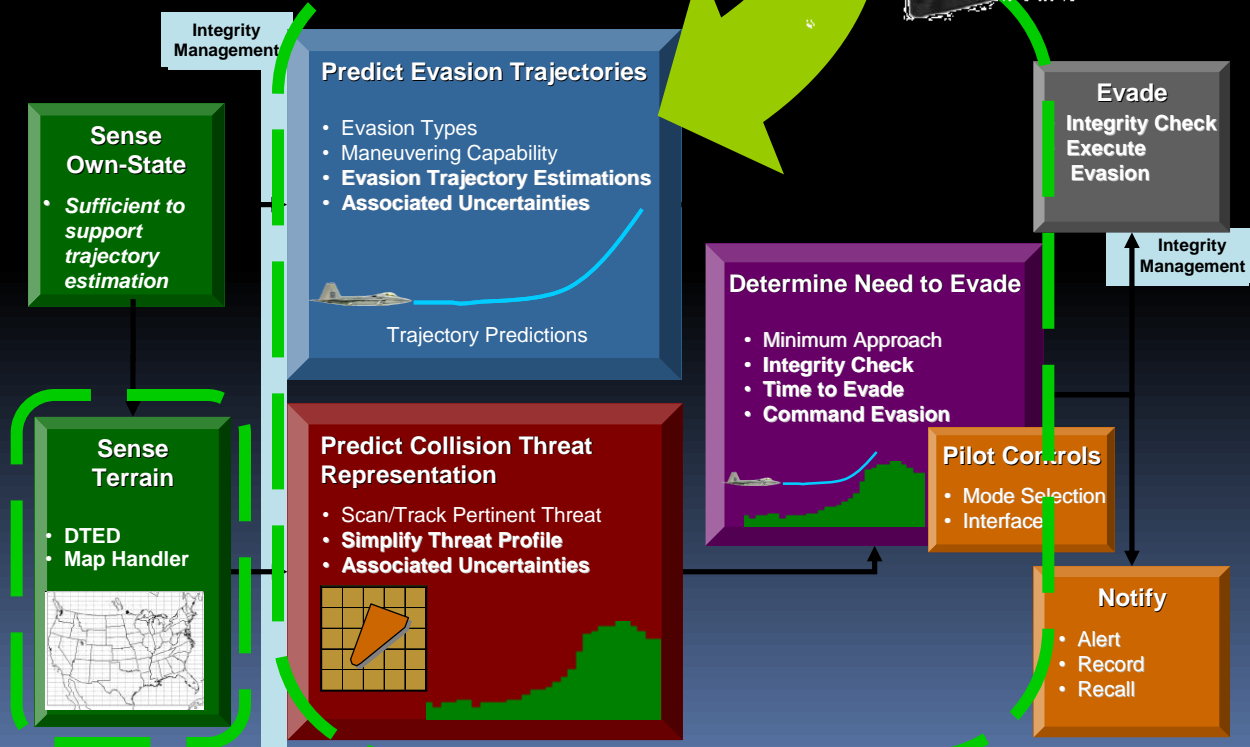 Integrity
Management
Sense
Own-State
• Sufficient to
support
trajectory
estimation
Sense
Terrain
• DTED
• Map Handler
Predict Evasion Trajectories
• Evasion Types
• Maneuvering Capability
• Evasion Trajectory Estimations
• Associated Uncertainties
Trajectory Predictions
Predict Collision Threat
Representation
• Scan/Track Pertinent Threat
• Simplify Threat Profile
• Associated Uncertainties
Determine Need to Evade
• Minimum Approach
• Integrity Check
• Time to Evade
• Command Evasion
Pilot Controls
• Mode Selection
• Interface
Evade
Integrity Check
Execute
Evasion
Integrity
Management
Notify
• Alert
• Record
• Recall